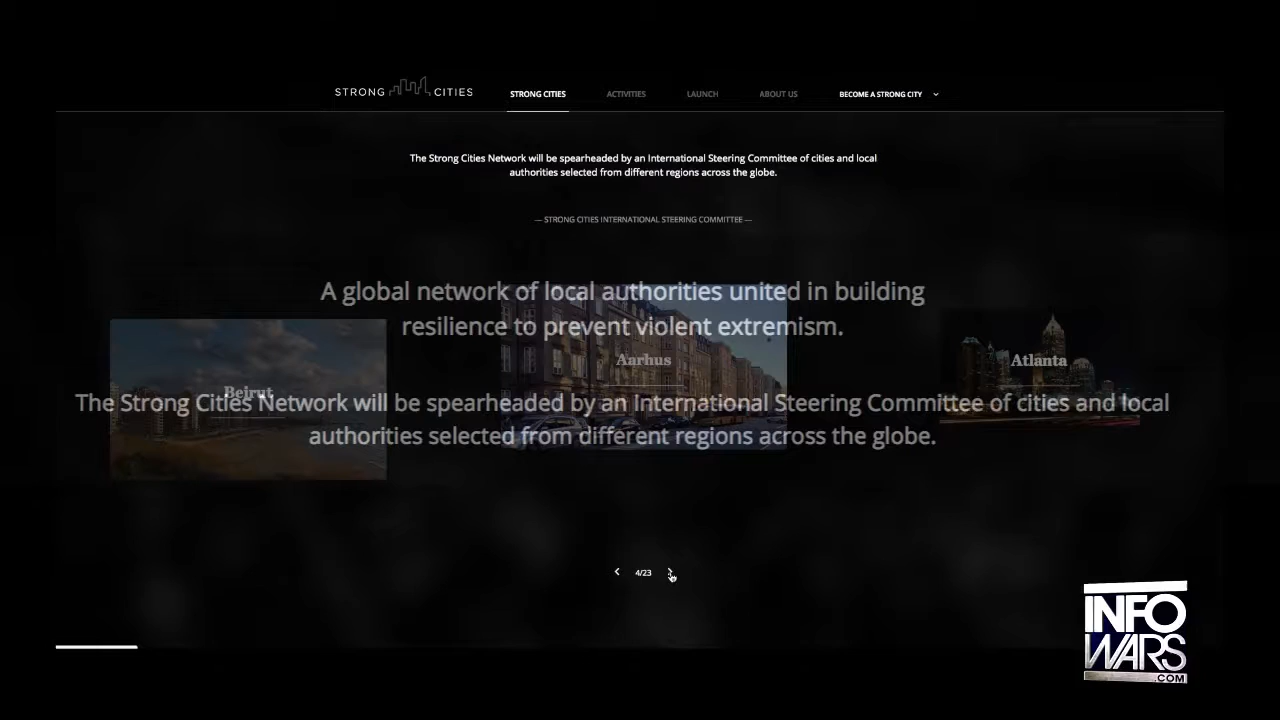 STRONG CITIES
STRONG CITIES ACTIVITIES LAUNCH ABOUT US BECOME A STRONG CITY
The Strong Cities Network will be spearheaded by an International Steering Committee of cities and local
authorities selected from different regions across the globe.
— STRONG CITIES INTERNATIONAL STEERING COMMITTEE —
A global network of local authorities united in building
resilience to prevent violent extremism.
Aarhus
Atlanta
Beirut
The Strong Cities Network will be spearheaded by an International Steering Committee of cities and local
authorities selected from different regions across the globe.
4/23
INFO
WARS
.COM